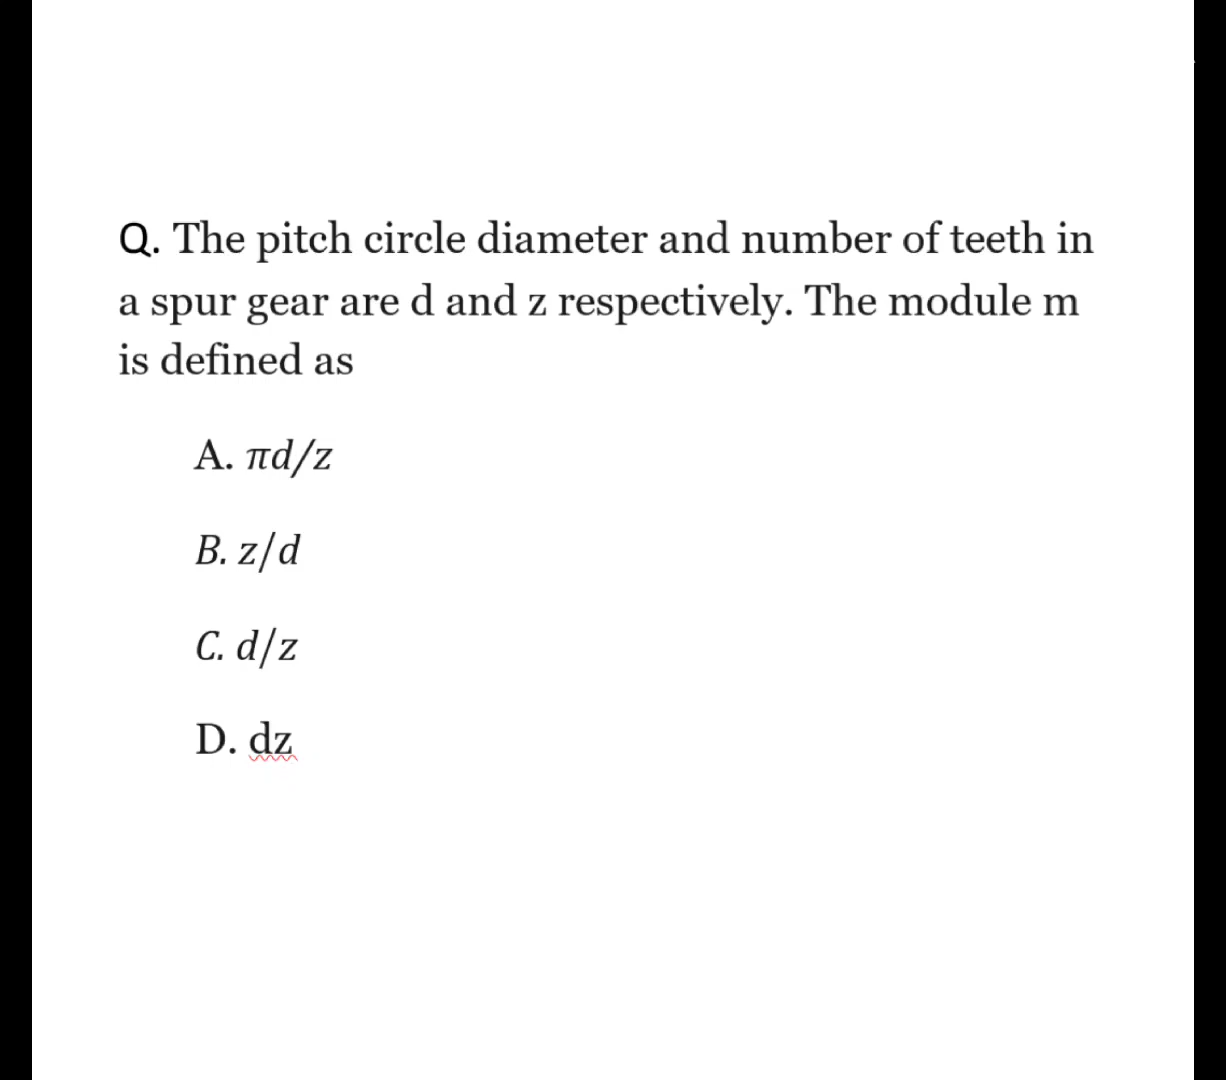 Q. The pitch circle diameter and number of teeth in
a spur gear are d and z respectively. The module m
is defined as
A. πd/z
B. z/d
C. d/z
D. dz